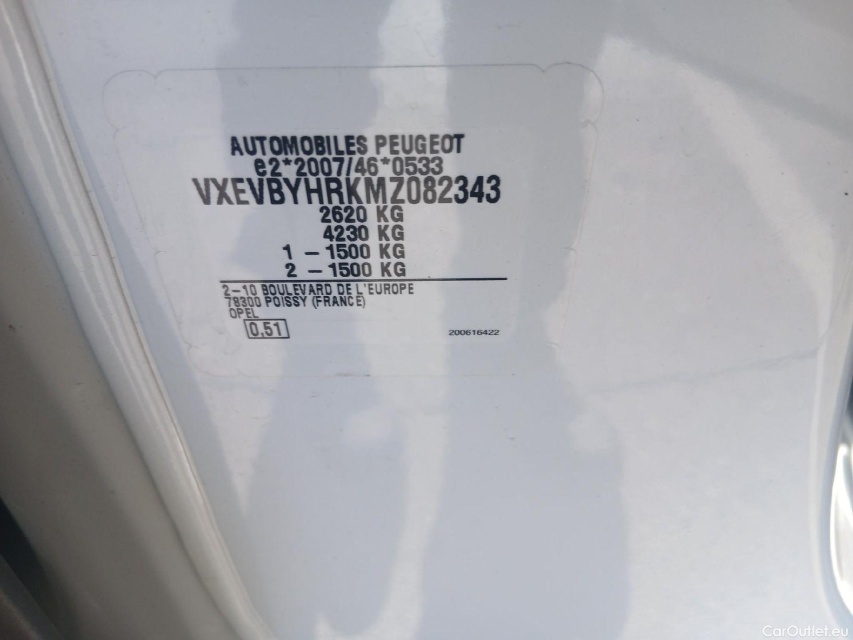 AUTOMOBILES PEUGEOT
e2*2007/46*0533
VXEVBYHRKMZ082343
2620 KG
4230 KG
1 – 1500 KG
2 – 1500 KG
2–10 BOULEVARD DE L'EUROPE
78300 POISSY (FRANCE)
OPEL
0,51
200616422
CarOutlet.eu